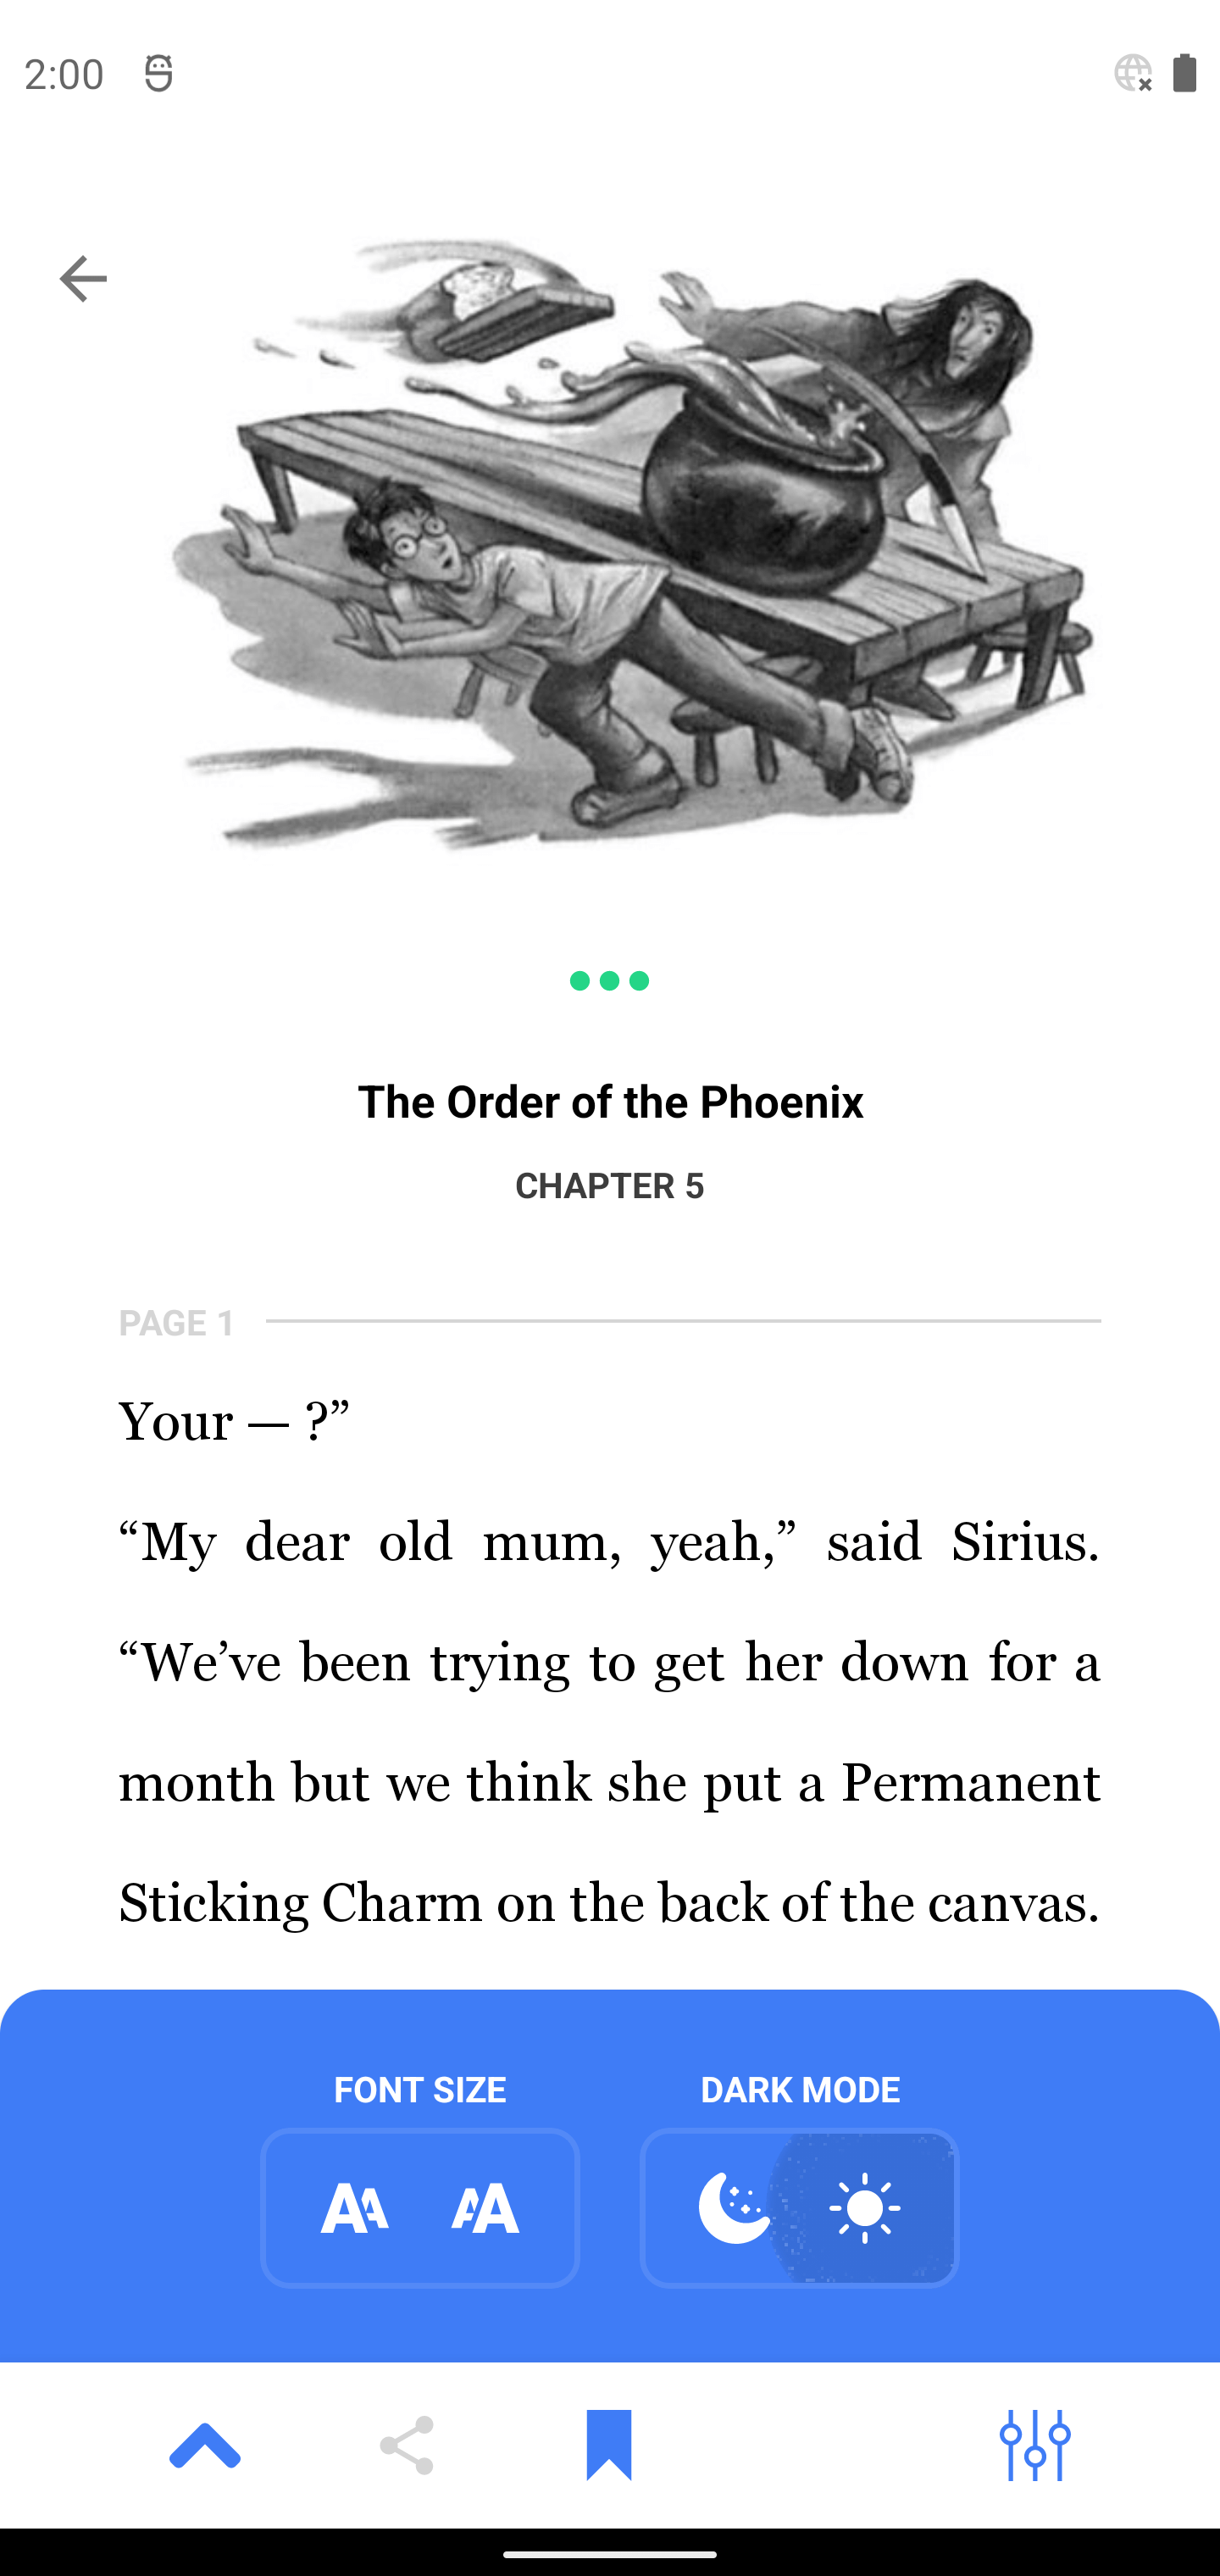 2:00
The Order of the Phoenix
CHAPTER 5
PAGE 1
Your — ?”
“My dear old mum, yeah,” said Sirius.
“We’ve been trying to get her down for a
month but we think she put a Permanent
Sticking Charm on the back of the canvas.
FONT SIZE
DARK MODE
AA
AA